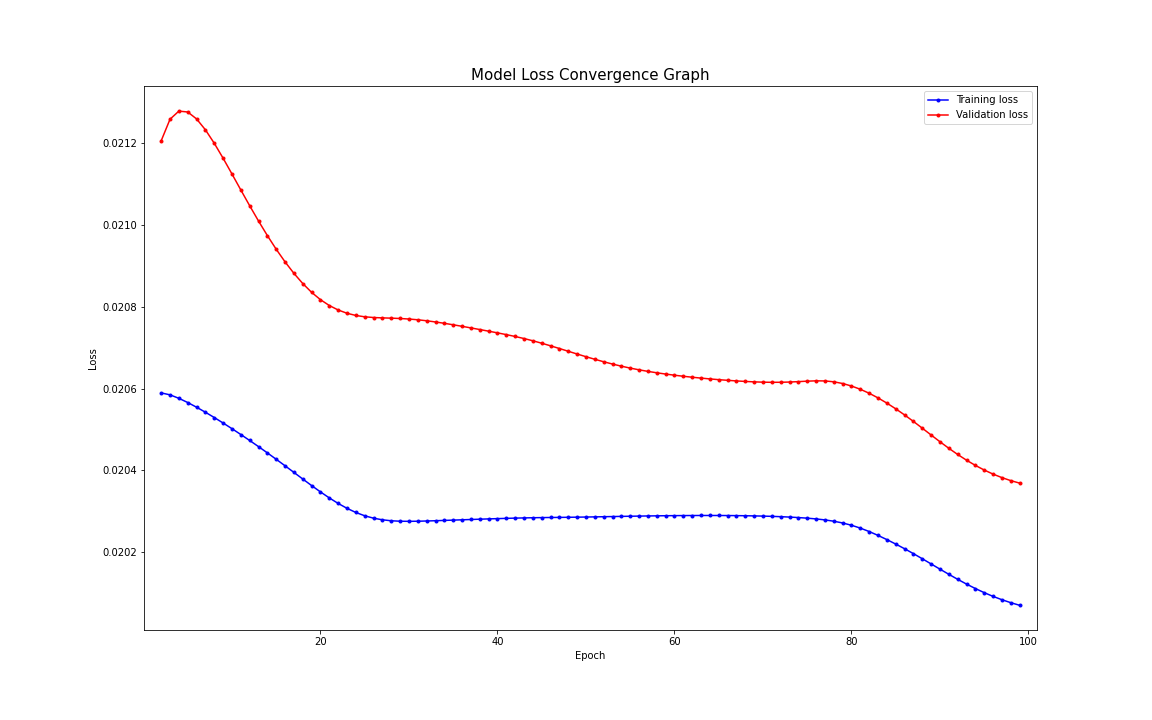 Model Loss Convergence Graph
Training loss
Validation loss
0.0212
0.0210
0.0208
0.0206
0.0204
0.0202
Loss
20 40 60 80 100
Epoch